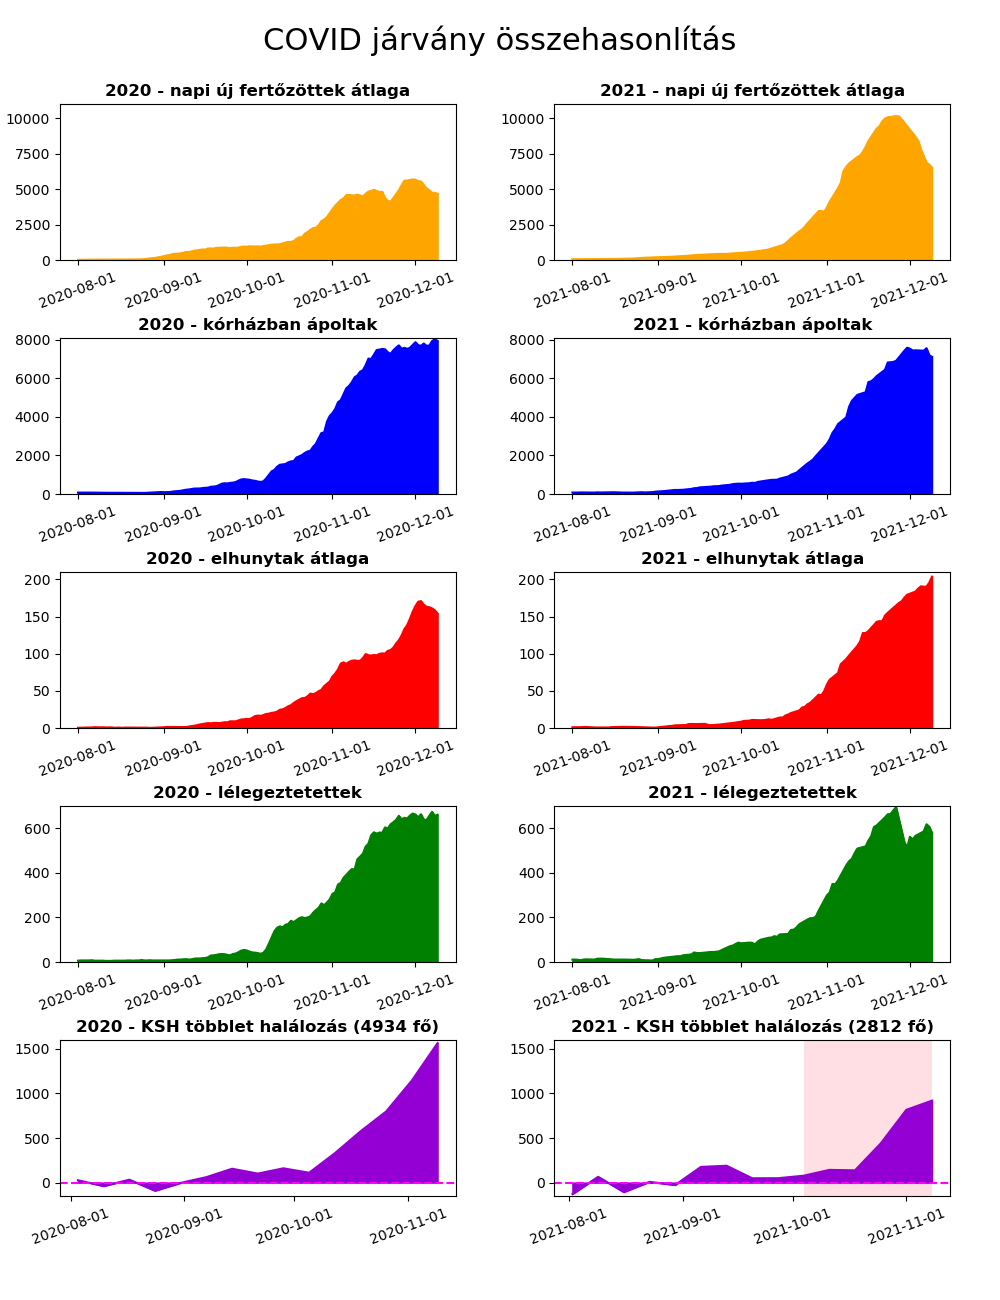 COVID járvány összehasonlítás
2020 - napi új fertőzöttek átlaga
10000
7500
5000
2500
0
2020-08-01 2020-09-01 2020-10-01 2020-11-01 2020-12-01
2021 - napi új fertőzöttek átlaga
10000
7500
5000
2500
0
2021-08-01 2021-09-01 2021-10-01 2021-11-01 2021-12-01
2020 - kórházban ápoltak
8000
6000
4000
2000
0
2020-08-01 2020-09-01 2020-10-01 2020-11-01 2020-12-01
2021 - kórházban ápoltak
8000
6000
4000
2000
0
2021-08-01 2021-09-01 2021-10-01 2021-11-01 2021-12-01
2020 - elhunytak átlaga
200
150
100
50
0
2020-08-01 2020-09-01 2020-10-01 2020-11-01 2020-12-01
2021 - elhunytak átlaga
200
150
100
50
0
2021-08-01 2021-09-01 2021-10-01 2021-11-01 2021-12-01
2020 - lélegeztetettek
600
400
200
0
2020-08-01 2020-09-01 2020-10-01 2020-11-01 2020-12-01
2021 - lélegeztetettek
600
400
200
0
2021-08-01 2021-09-01 2021-10-01 2021-11-01 2021-12-01
2020 - KSH többlet halálozás (4934 fő)
1500
1000
500
0
2020-08-01 2020-09-01 2020-10-01 2020-11-01
2021 - KSH többlet halálozás (2812 fő)
1500
1000
500
0
2021-08-01 2021-09-01 2021-10-01 2021-11-01